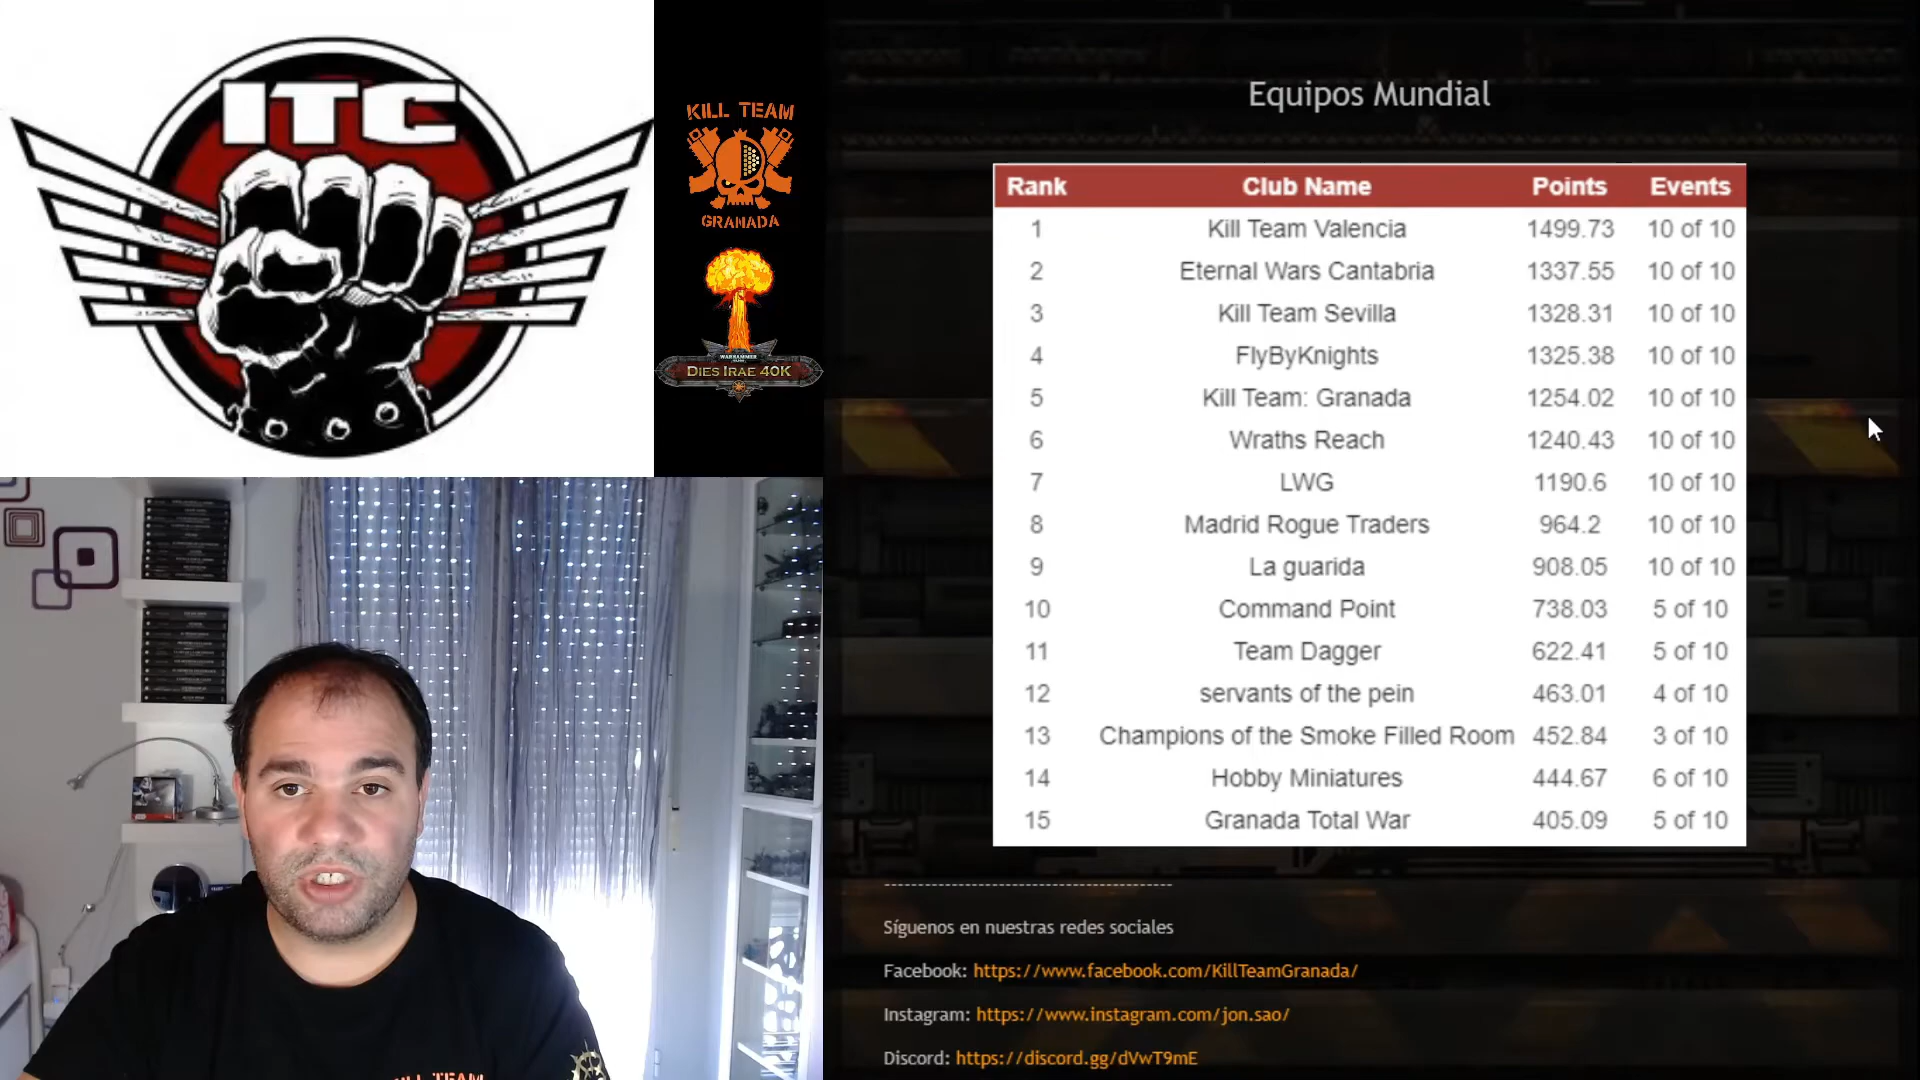 ITC
KILL TEAM
GRANADA
WARHAMMER
DIES IRAE 40K
Equipos Mundial
Rank Club Name Points Events
1 Kill Team Valencia 1499.73 10 of 10
2 Eternal Wars Cantabria 1337.55 10 of 10
3 Kill Team Sevilla 1328.31 10 of 10
4 FlyByKnights 1325.38 10 of 10
5 Kill Team: Granada 1254.02 10 of 10
6 Wraths Reach 1240.43 10 of 10
7 LWG 1190.6 10 of 10
8 Madrid Rogue Traders 964.2 10 of 10
9 La guarida 908.05 10 of 10
10 Command Point 738.03 5 of 10
11 Team Dagger 622.41 5 of 10
12 servants of the pein 463.01 4 of 10
13 Champions of the Smoke Filled Room 452.84 3 of 10
14 Hobby Miniatures 444.67 6 of 10
15 Granada Total War 405.09 5 of 10
--------------------------------------------
Síguenos en nuestras redes sociales
Facebook: https://www.facebook.com/KillTeamGranada/
Instagram: https://www.instagram.com/jon.sao/
Discord: https://discord.gg/dVwT9mE
TEAM